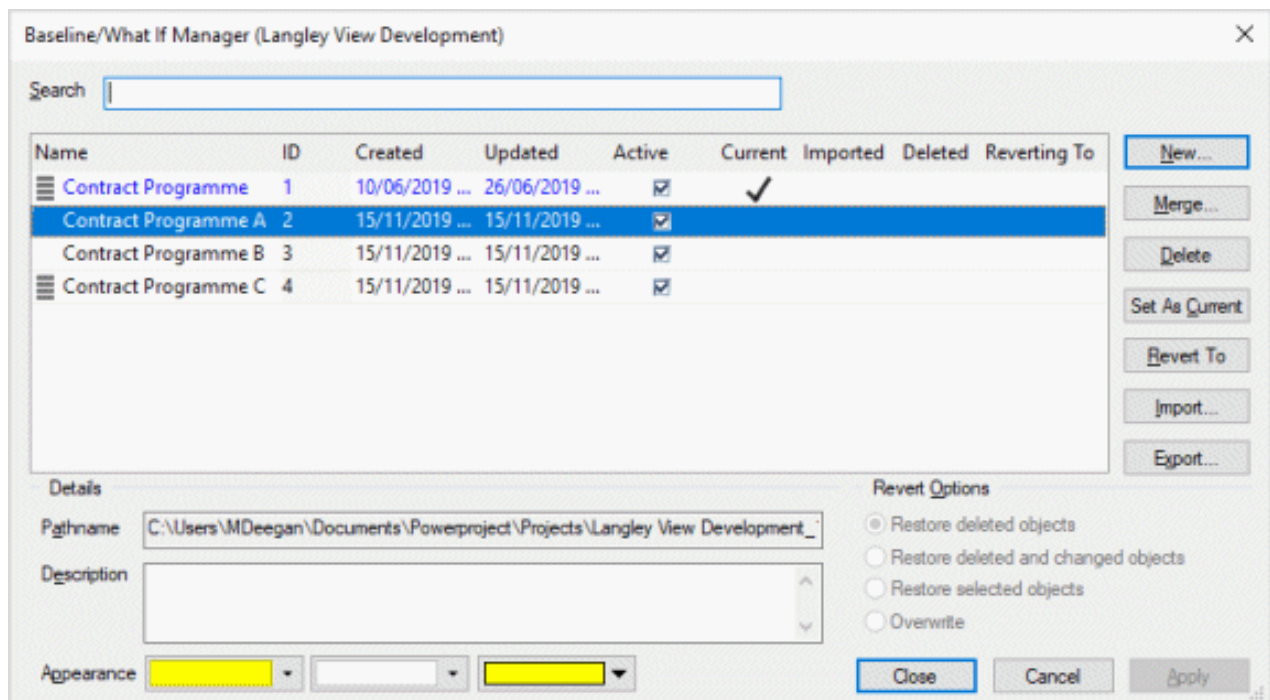 Baseline/What If Manager (Langley View Development)
Search
Name ID Created Updated Active Current Imported Deleted Reverting To
Contract Programme 1 10/06/2019 ... 26/06/2019 ...
Contract Programme A 2 15/11/2019 ... 15/11/2019 ...
Contract Programme B 3 15/11/2019 ... 15/11/2019 ...
Contract Programme C 4 15/11/2019 ... 15/11/2019 ...
New...
Merge...
Delete
Set As Current
Revert To
Import...
Export...
Details
Pathname C:\Users\MDeegan\Documents\Powerproject\Projects\Langley View Development_
Description
Appearance
Revert Options
Restore deleted objects
Restore deleted and changed objects
Restore selected objects
Overwrite
Close Cancel Apply